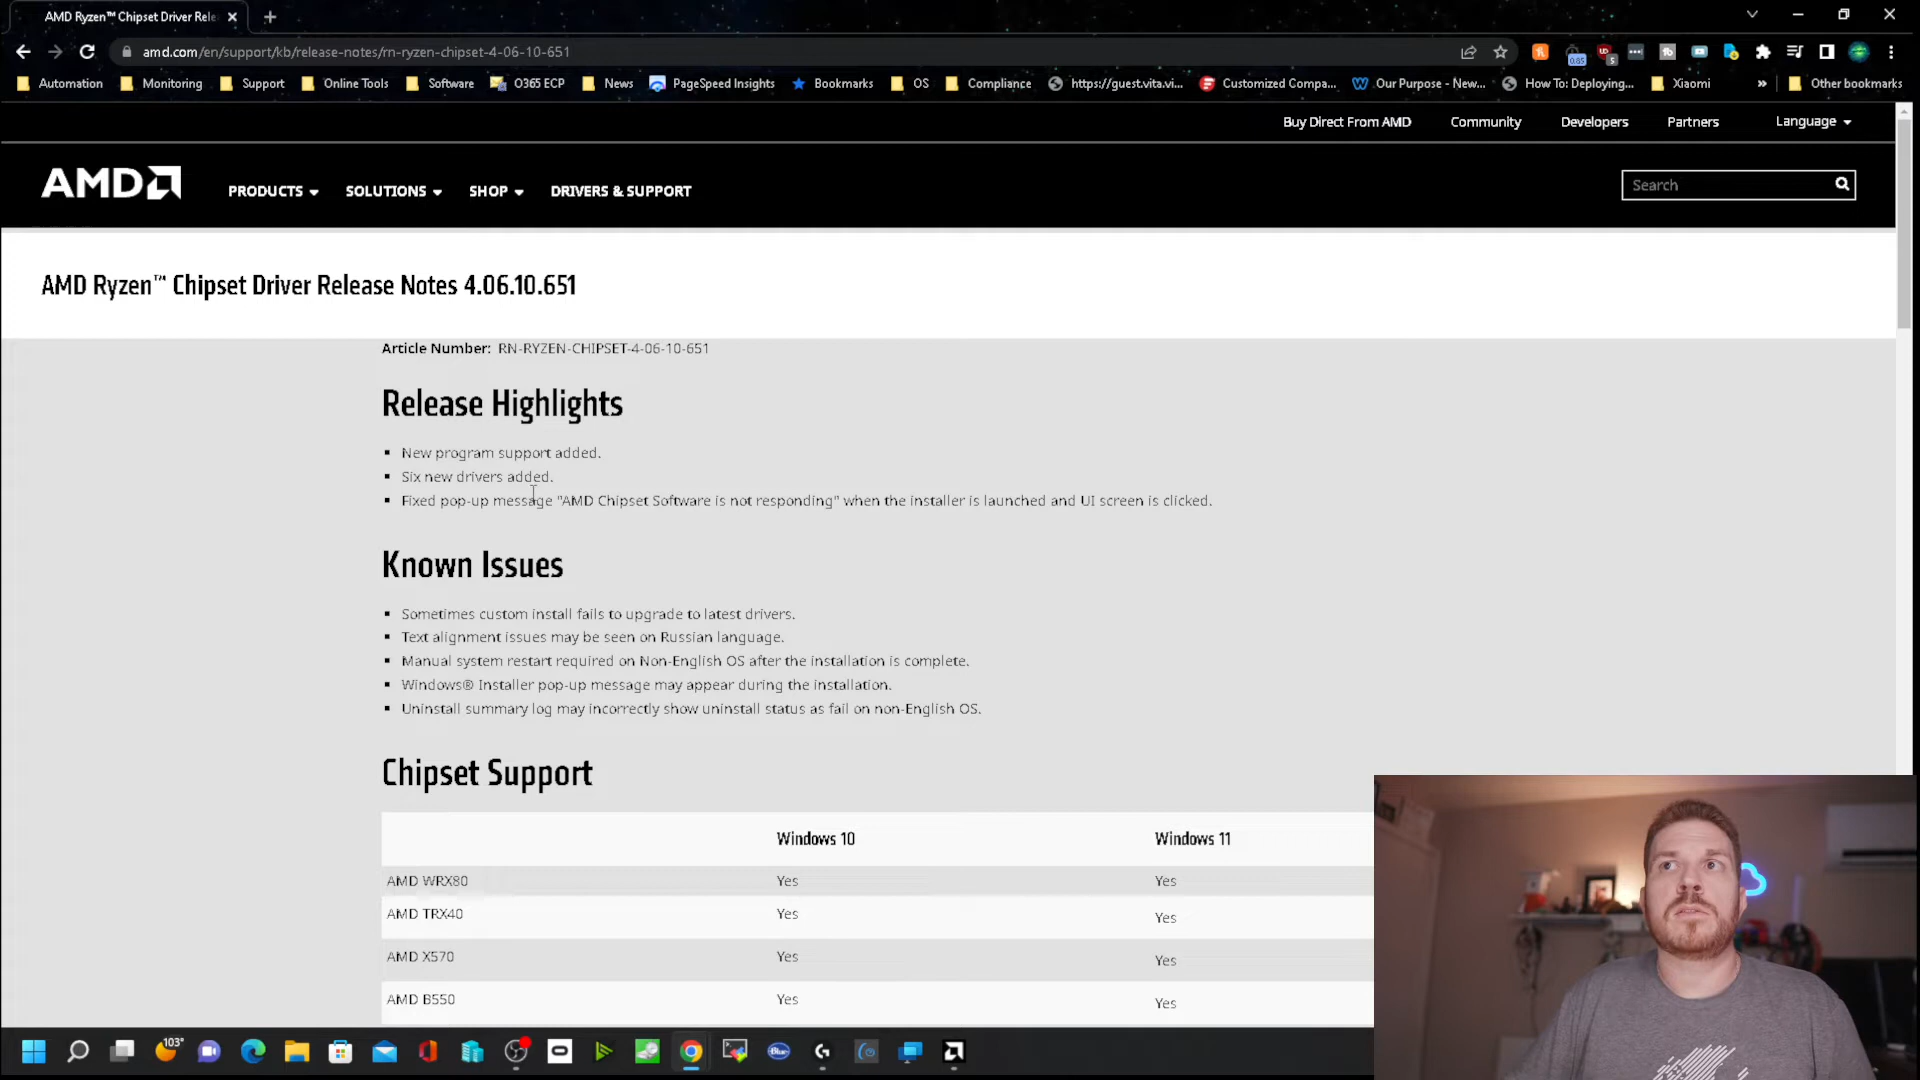 AMD Ryzen™ Chipset Driver Rele
amd.com/en/support/kb/release-notes/rn-ryzen-chipset-4-06-10-651
0.85
5
Automation
Monitoring
Support
Online Tools
Software
O365 ECP
News
PageSpeed Insights
Bookmarks
OS
Compliance
https://guest.vita.vi...
Customized Compa...
Our Purpose - New...
How To: Deploying...
Xiaomi
»
Other bookmarks
Buy Direct From AMD
Community
Developers
Partners
Language
AMD
PRODUCTS
SOLUTIONS
SHOP
DRIVERS & SUPPORT
Search
AMD Ryzen™ Chipset Driver Release Notes 4.06.10.651
Article Number: RN-RYZEN-CHIPSET-4-06-10-651
Release Highlights
New program support added.
Six new drivers added.
Fixed pop-up message "AMD Chipset Software is not responding" when the installer is launched and UI screen is clicked.
Known Issues
Sometimes custom install fails to upgrade to latest drivers.
Text alignment issues may be seen on Russian language.
Manual system restart required on Non-English OS after the installation is complete.
Windows® Installer pop-up message may appear during the installation.
Uninstall summary log may incorrectly show uninstall status as fail on non-English OS.
Chipset Support
Windows 10
Windows 11
AMD WRX80
Yes
Yes
AMD TRX40
Yes
Yes
AMD X570
Yes
Yes
AMD B550
Yes
Yes
103°
Blue